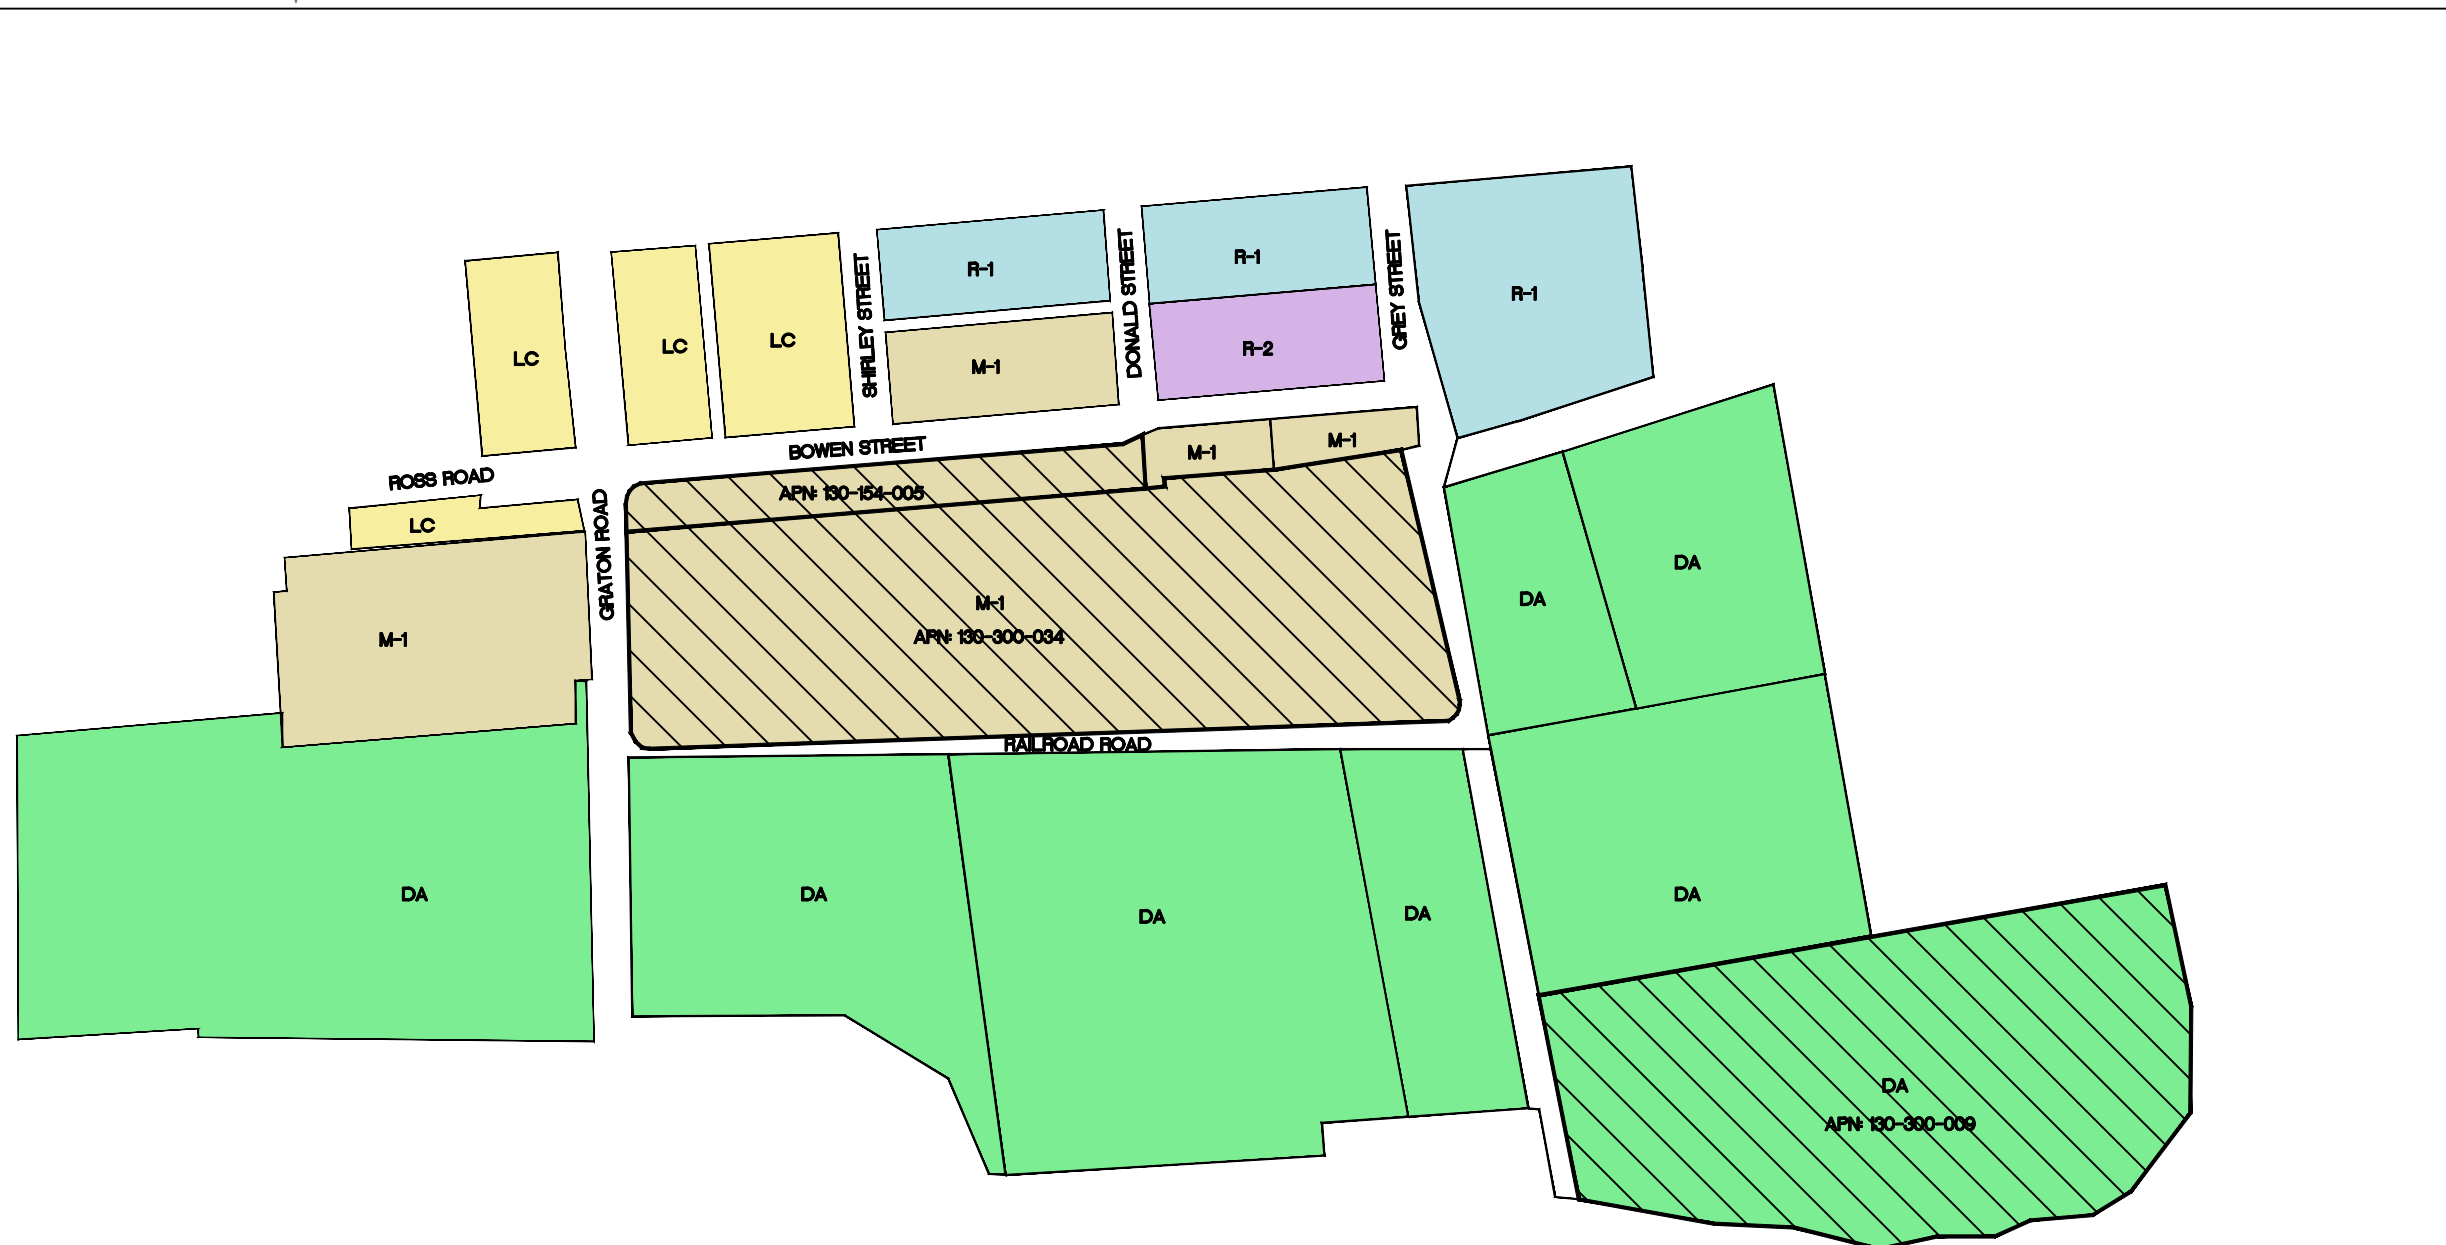 R-1
R-1
R-1
LC
LC
LC
SHIRLEY STREET
DONALD STREET
GREY STREET
M-1
R-2
BOWEN STREET
M-1
M-1
ROSS ROAD
APN: 130-154-005
LC
GRATON ROAD
M-1
M-1
APN: 130-300-034
DA
DA
RAILROAD ROAD
DA
DA
DA
DA
DA
DA
APN: 130-300-009